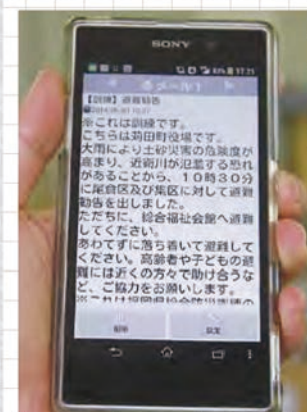 SONY
17:21
【訓練】避難勧告
※これは訓練です。
こちらは苅田町役場です。
大雨により土砂災害の危険度が
高まり、近衛川が氾濫する恐れ
があることから、10時30分
に尾倉区及び集区に対して避難
勧告を出しました。
ただちに、総合福祉会館へ避難
してください。
あわてずに落ち着いて避難して
ください。高齢者や子どもの避
難には近くの方々で助け合うな
ど、ご協力をお願いします。